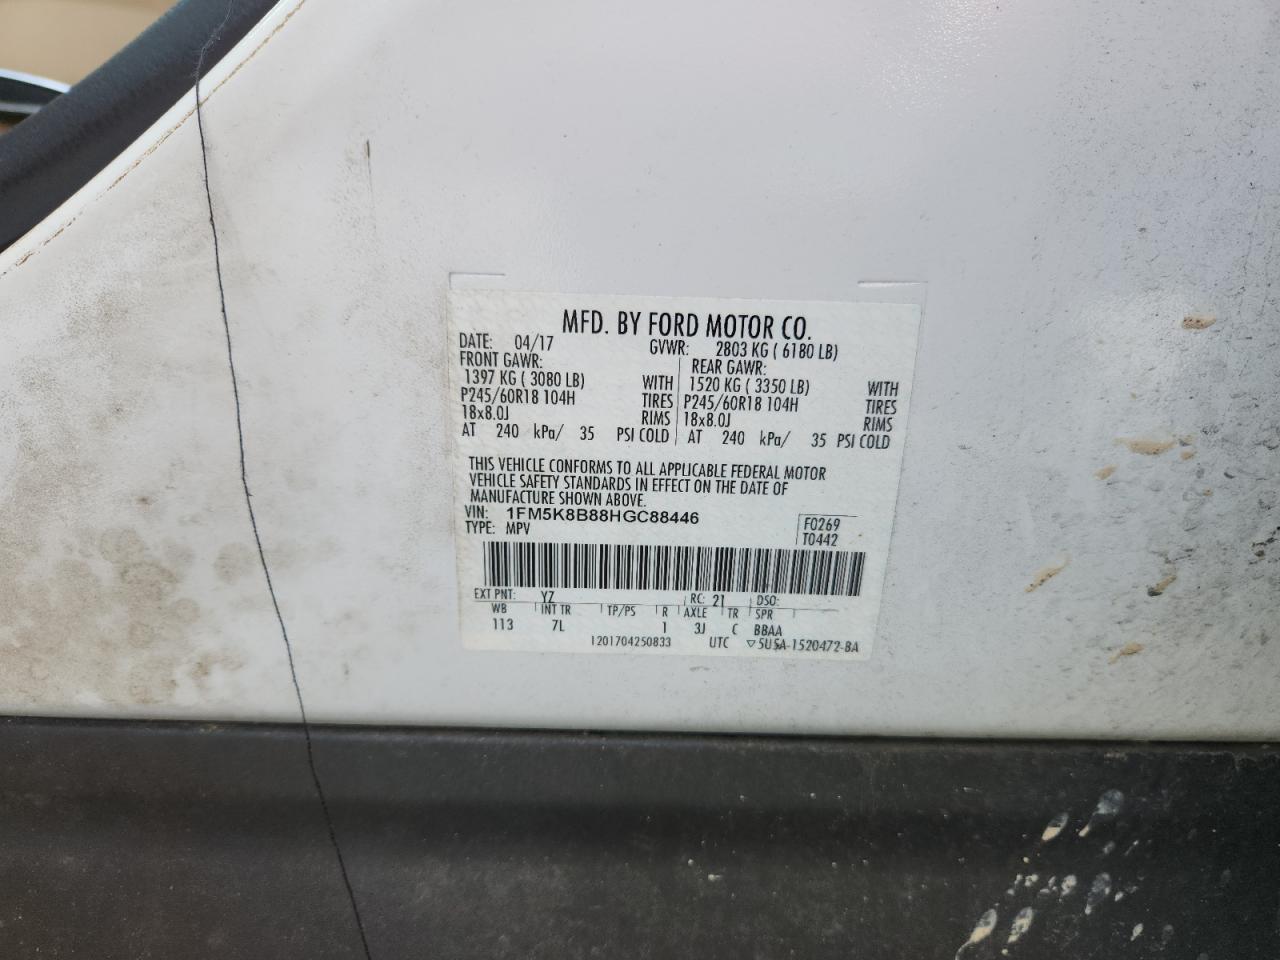 MFD. BY FORD MOTOR CO.
DATE: 04/17 GVWR: 2803 KG ( 6180 LB)
FRONT GAWR: REAR GAWR:
1397 KG ( 3080 LB) WITH 1520 KG ( 3350 LB) WITH
P245/60R18 104H TIRES P245/60R18 104H TIRES
18x8.0J RIMS 18x8.0J RIMS
AT 240 kPa/ 35 PSI COLD AT 240 kPa/ 35 PSI COLD
THIS VEHICLE CONFORMS TO ALL APPLICABLE FEDERAL MOTOR
VEHICLE SAFETY STANDARDS IN EFFECT ON THE DATE OF
MANUFACTURE SHOWN ABOVE.
VIN: 1FM5K8B88HGC88446 F0269
TYPE: MPV T0442
EXT PNT: YZ RC: 21 DSO:
WB INT TR TP/PS R AXLE TR SPR
113 7L 1 3J C BBAA
1201704250833 UTC ▽5U5A-1520472-BA